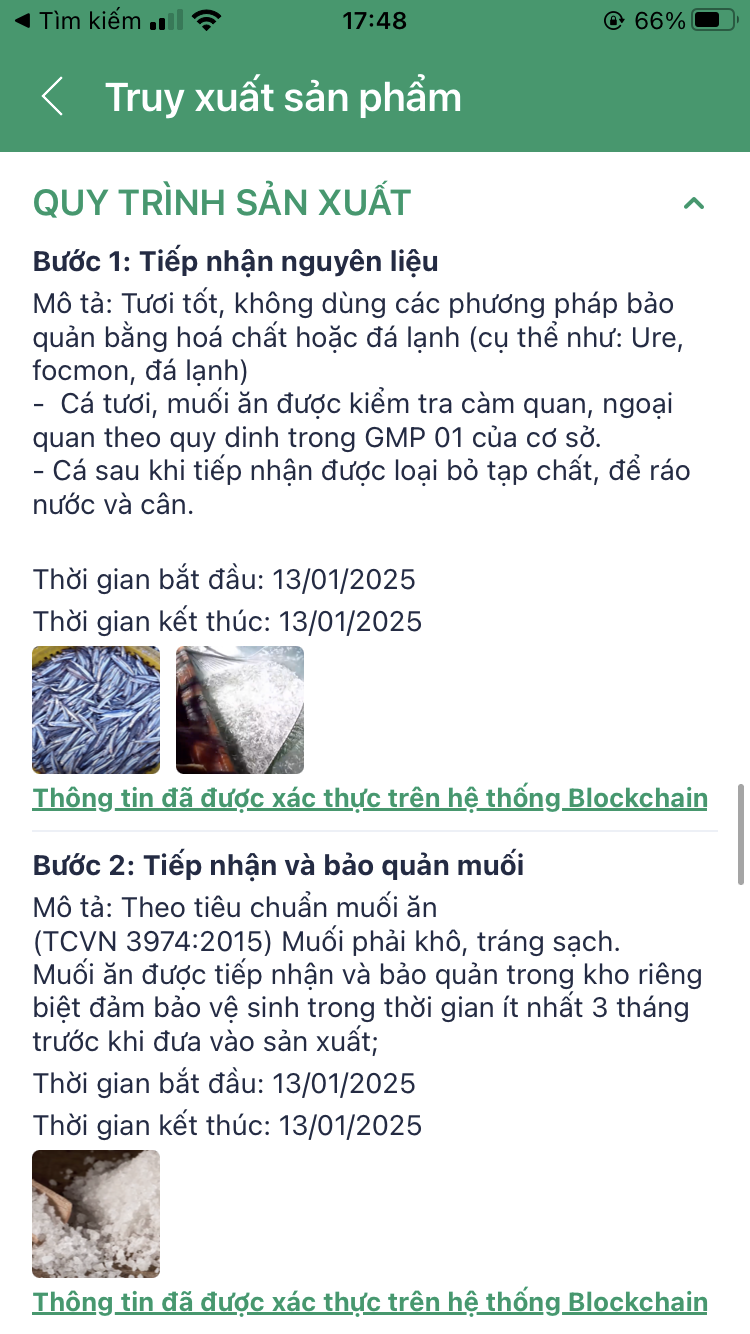 Tìm kiếm
17:48
66%
Truy xuất sản phẩm
QUY TRÌNH SẢN XUẤT
Bước 1: Tiếp nhận nguyên liệu
Mô tả: Tươi tốt, không dùng các phương pháp bảo
quản bằng hoá chất hoặc đá lạnh (cụ thể như: Ure,
focmon, đá lạnh)
-  Cá tươi, muối ăn được kiểm tra càm quan, ngoại
quan theo quy dinh trong GMP 01 của cơ sở.
- Cá sau khi tiếp nhận được loại bỏ tạp chất, để ráo
nước và cân.
Thời gian bắt đầu: 13/01/2025
Thời gian kết thúc: 13/01/2025
Thông tin đã được xác thực trên hệ thống Blockchain
Bước 2: Tiếp nhận và bảo quản muối
Mô tả: Theo tiêu chuẩn muối ăn
(TCVN 3974:2015) Muối phải khô, tráng sạch.
Muối ăn được tiếp nhận và bảo quản trong kho riêng
biệt đảm bảo vệ sinh trong thời gian ít nhất 3 tháng
trước khi đưa vào sản xuất;
Thời gian bắt đầu: 13/01/2025
Thời gian kết thúc: 13/01/2025
Thông tin đã được xác thực trên hệ thống Blockchain